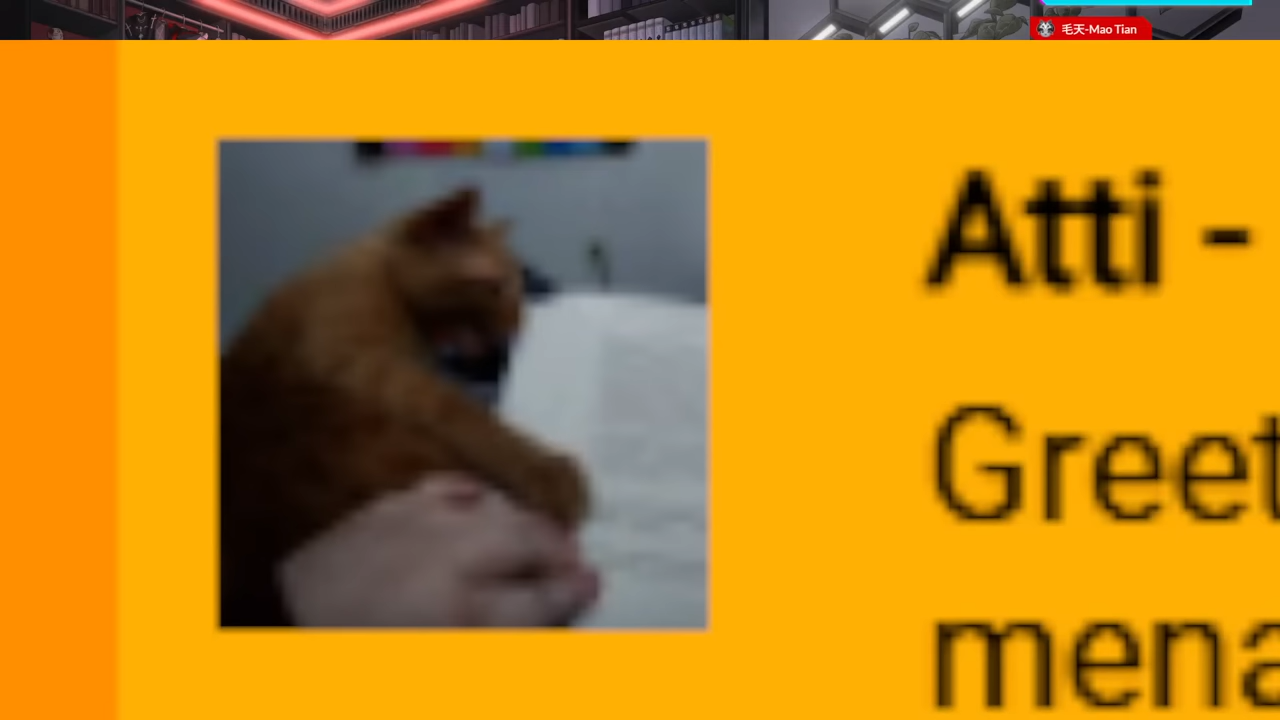 毛天-Mao Tian
Atti -
Greet
mena